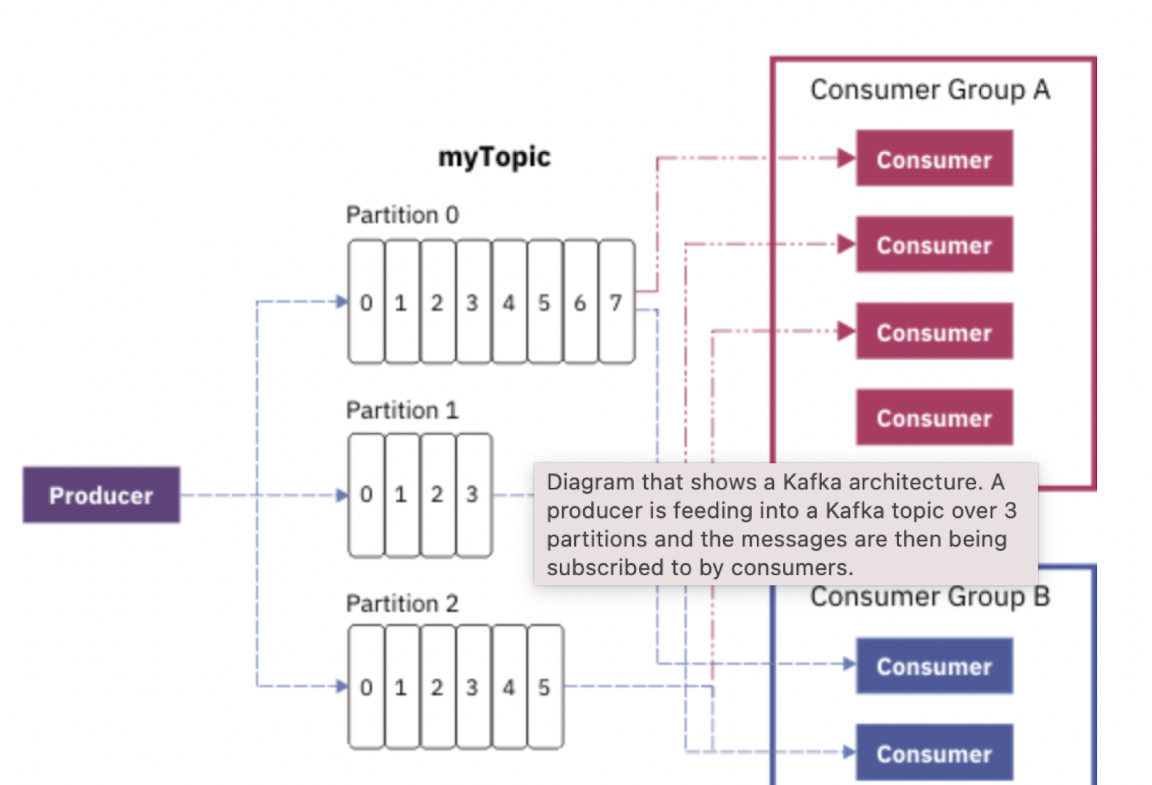 Consumer Group A
Consumer
Consumer
Consumer
Consumer
myTopic
Partition 0
0 1 2 3 4 5 6 7
Partition 1
0 1 2 3
Producer
Partition 2
0 1 2 3 4 5
Diagram that shows a Kafka architecture. A
producer is feeding into a Kafka topic over 3
partitions and the messages are then being
subscribed to by consumers.
Consumer Group B
Consumer
Consumer